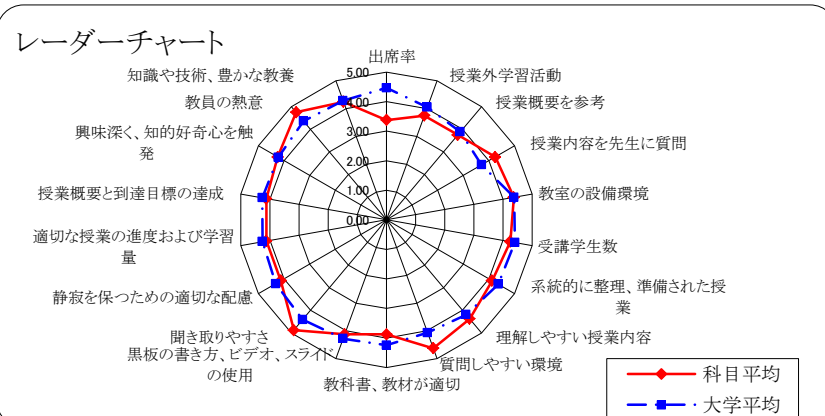 レーダーチャート
出席率
授業外学習活動
授業概要を参考
授業内容を先生に質問
教室の設備環境
受講学生数
系統的に整理、準備された授
業
理解しやすい授業内容
質問しやすい環境
教科書、教材が適切
黒板の書き方、ビデオ、スライド
の使用
聞き取りやすさ
静寂を保つための適切な配慮
適切な授業の進度および学習
量
授業概要と到達目標の達成
興味深く、知的好奇心を触
発
教員の熱意
知識や技術、豊かな教養
5.00
4.00
3.00
2.00
1.00
0.00
科目平均
大学平均